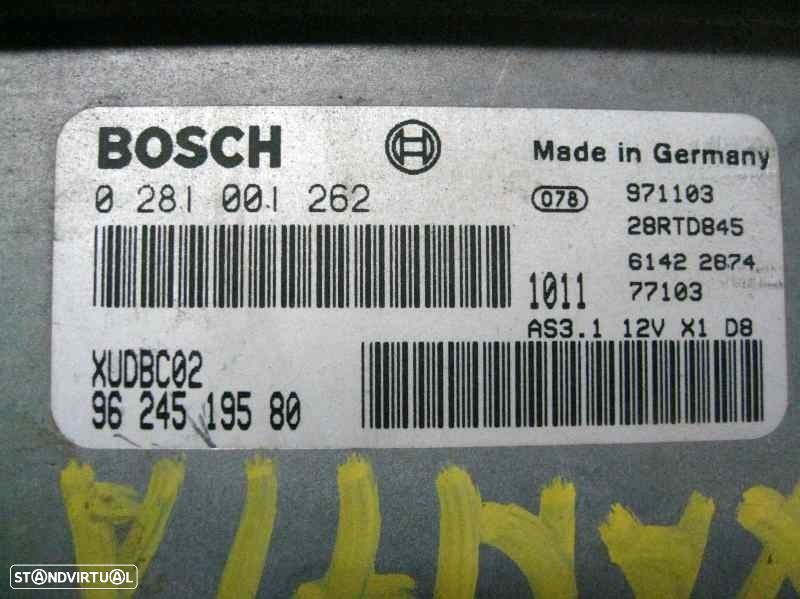 BOSCH
Made in Germany
0 281 001 262
078
971103
28RTD845
6142 2874
1011
77103
AS3.1 12V X1 D8
XUDBC02
96 245 195 80
XANTIA
STANDVIRTUAL